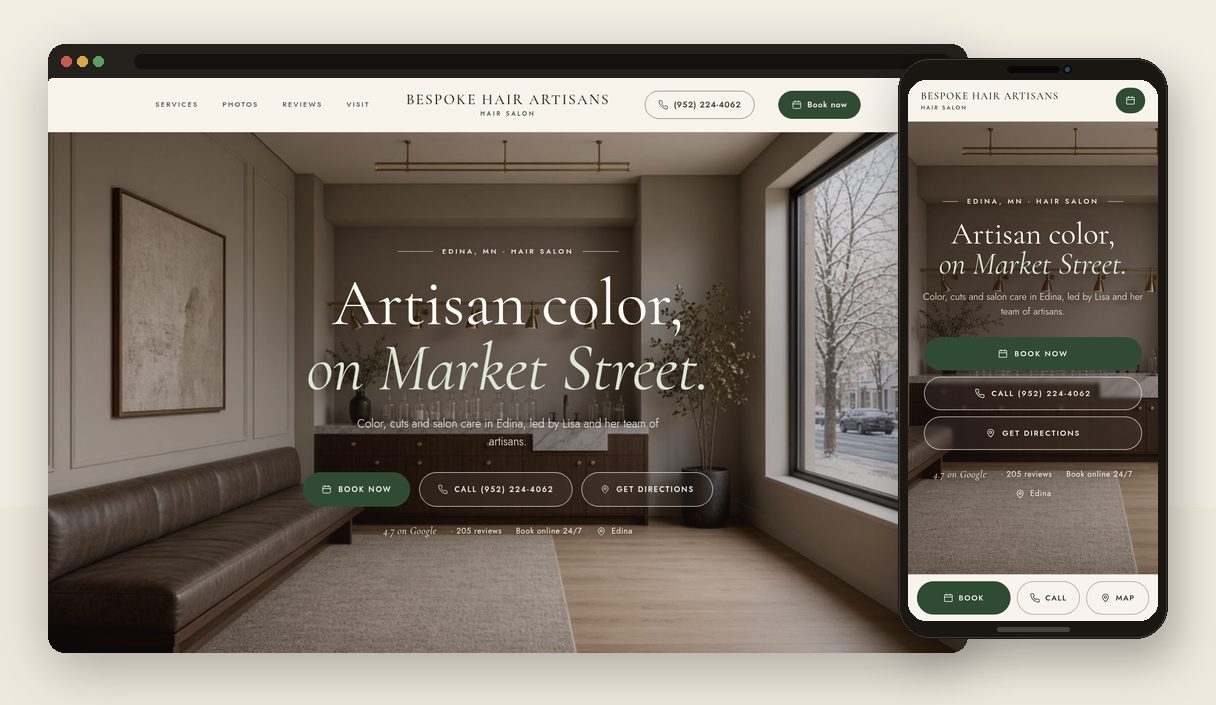 SERVICES
PHOTOS
REVIEWS
VISIT
BESPOKE HAIR ARTISANS
HAIR SALON
(952) 224-4062
Book now
EDINA, MN · HAIR SALON
Artisan color,
on Market Street.
Color, cuts and salon care in Edina, led by Lisa and her team of
artisans.
BOOK NOW
CALL (952) 224-4062
GET DIRECTIONS
4.7 on Google · 205 reviews Book online 24/7 Edina
BESPOKE HAIR ARTISANS
HAIR SALON
EDINA, MN · HAIR SALON
Artisan color,
on Market Street.
Color, cuts and salon care in Edina, led by Lisa and her
team of artisans.
BOOK NOW
CALL (952) 224-4062
GET DIRECTIONS
4.7 on Google · 205 reviews Book online 24/7
Edina
BOOK
CALL
MAP